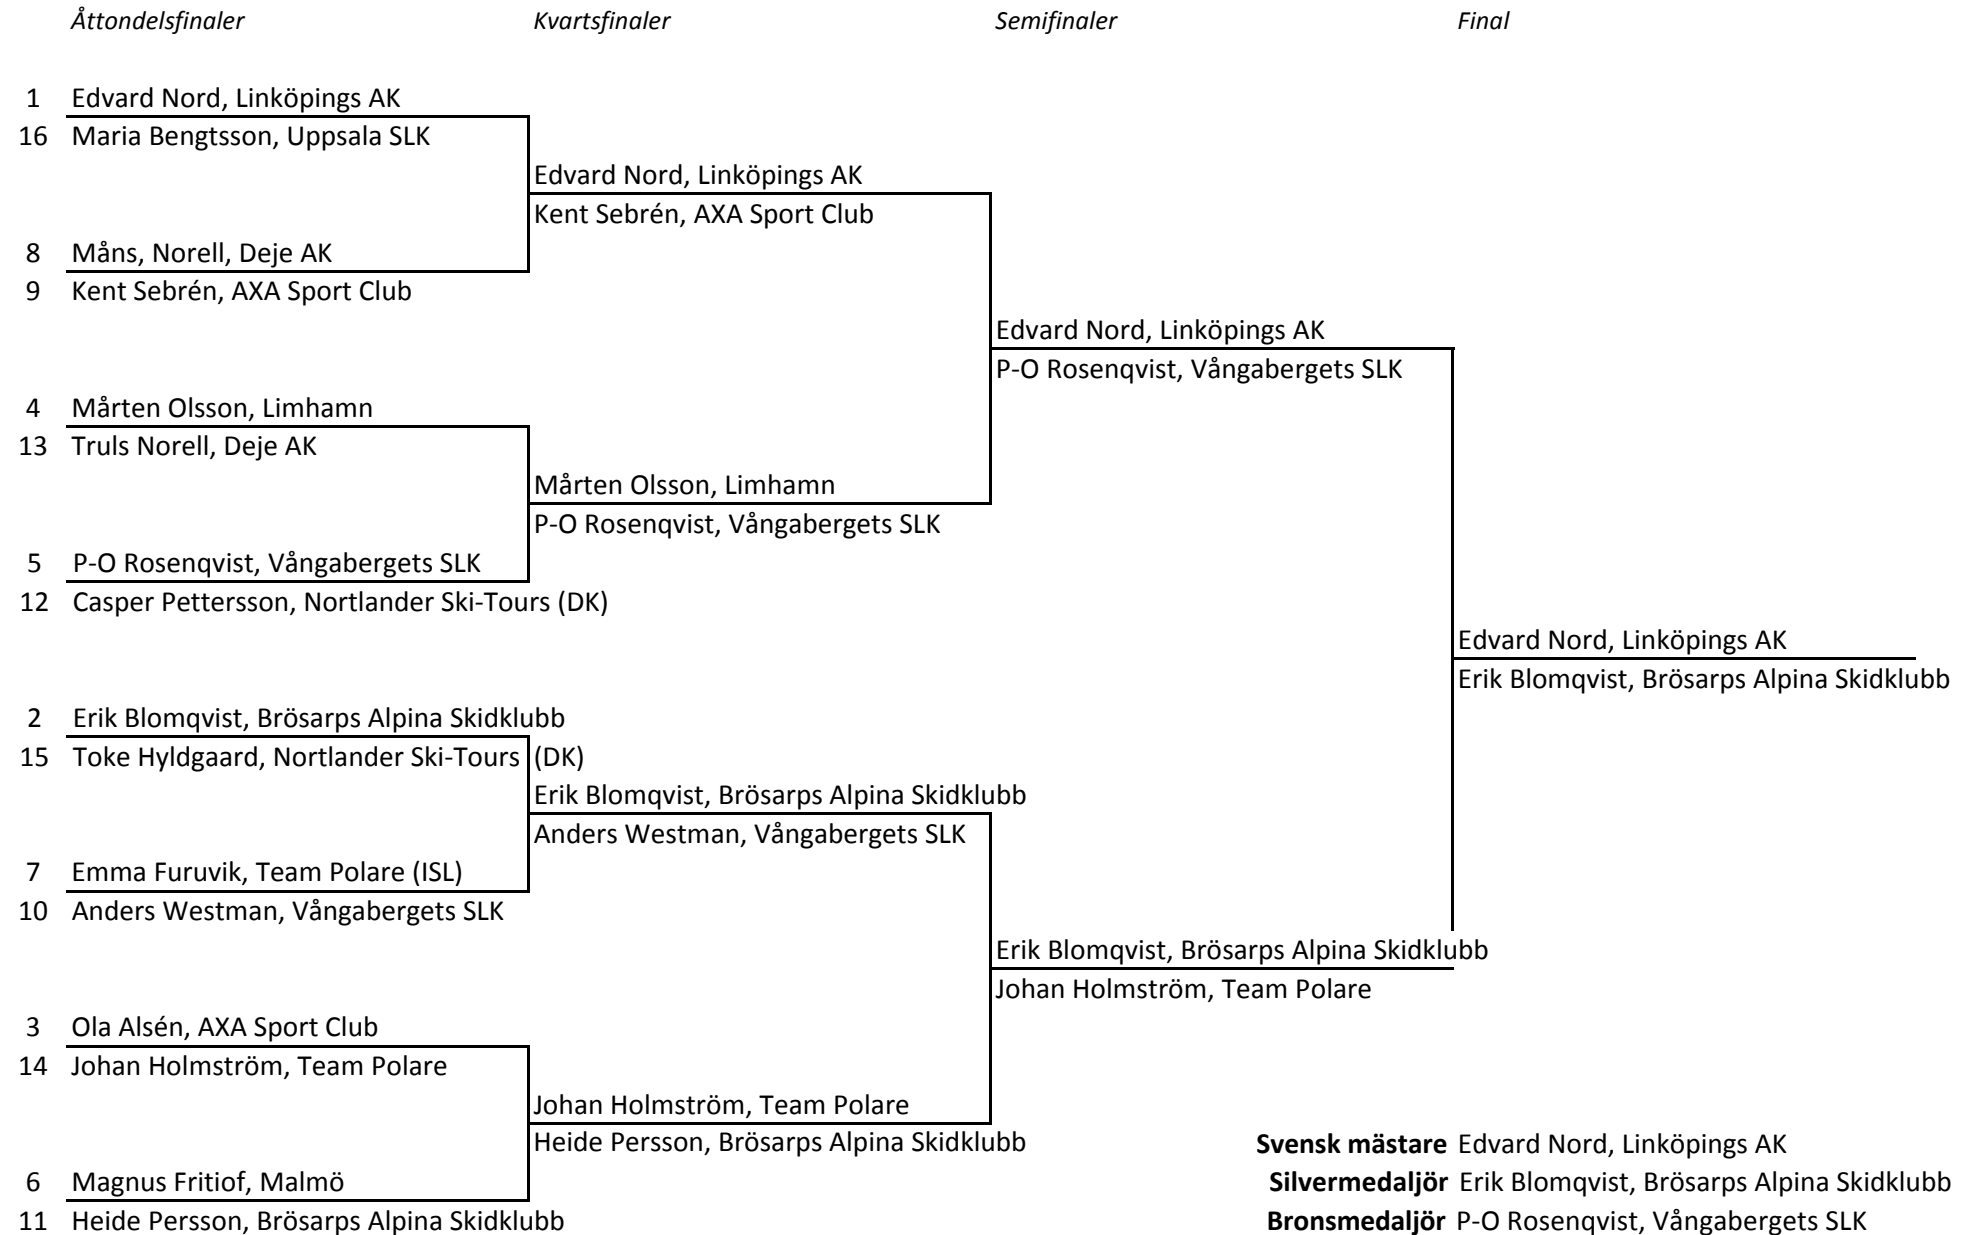 Åttondelsfinaler Kvartsfinaler Semifinaler Final
1 Edvard Nord, Linköpings AK
16 Maria Bengtsson, Uppsala SLK
Edvard Nord, Linköpings AK
Kent Sebrén, AXA Sport Club
8 Måns, Norell, Deje AK
9 Kent Sebrén, AXA Sport Club
Edvard Nord, Linköpings AK
P-O Rosenqvist, Vångabergets SLK
4 Mårten Olsson, Limhamn
13 Truls Norell, Deje AK
Mårten Olsson, Limhamn
P-O Rosenqvist, Vångabergets SLK
5 P-O Rosenqvist, Vångabergets SLK
12 Casper Pettersson, Nortlander Ski-Tours (DK)
Edvard Nord, Linköpings AK
Erik Blomqvist, Brösarps Alpina Skidklubb
2 Erik Blomqvist, Brösarps Alpina Skidklubb
15 Toke Hyldgaard, Nortlander Ski-Tours (DK)
Erik Blomqvist, Brösarps Alpina Skidklubb
Anders Westman, Vångabergets SLK
7 Emma Furuvik, Team Polare (ISL)
10 Anders Westman, Vångabergets SLK
Erik Blomqvist, Brösarps Alpina Skidklubb
Johan Holmström, Team Polare
3 Ola Alsén, AXA Sport Club
14 Johan Holmström, Team Polare
Johan Holmström, Team Polare
Heide Persson, Brösarps Alpina Skidklubb
Svensk mästare Edvard Nord, Linköpings AK
6 Magnus Fritiof, Malmö
Silvermedaljör Erik Blomqvist, Brösarps Alpina Skidklubb
11 Heide Persson, Brösarps Alpina Skidklubb
Bronsmedaljör P-O Rosenqvist, Vångabergets SLK